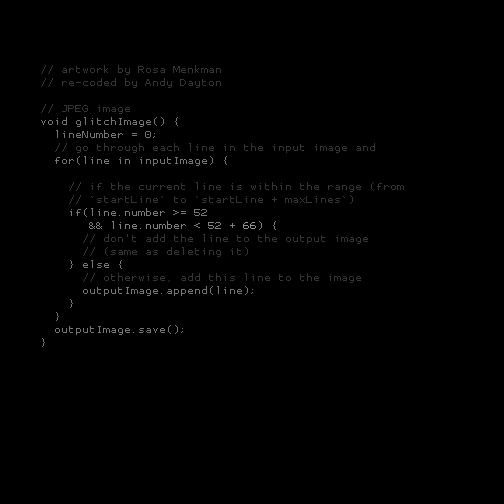 // artwork by Rosa Menkman
// re-coded by Andy Dayton
// JPEG image
void glitchImage() {
lineNumber = 0;
// go through each line in the input image and
for(line in inputImage) {
// if the current line is within the range (from
// `startLine` to `startLine + maxLines`)
if(line.number >= 52
&& line.number < 52 + 66) {
// don't add the line to the output image
// (same as deleting it)
} else {
// otherwise, add this line to the image
outputImage.append(line);
}
}
outputImage.save();
}